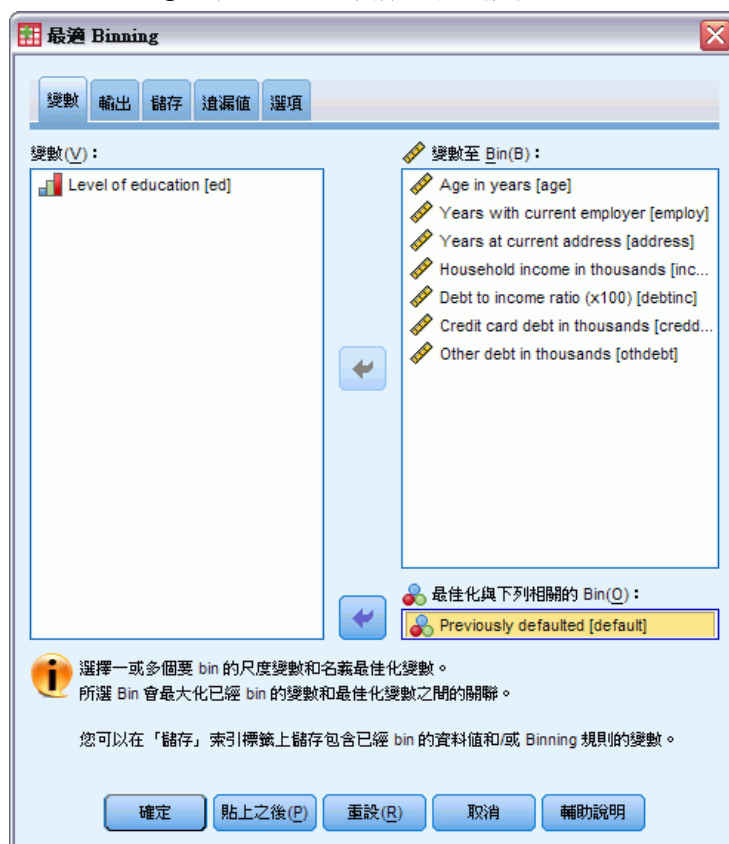 最適 Binning
變數 輸出 儲存 遺漏值 選項
變數(V)：
變數至 Bin(B)：
Level of education [ed]
Age in years [age]
Years with current employer [employ]
Years at current address [address]
Household income in thousands [inc...
Debt to income ratio (x100) [debtinc]
Credit card debt in thousands [credd...
Other debt in thousands [othdebt]
最佳化與下列相關的 Bin(O)：
Previously defaulted [default]
選擇一或多個要 bin 的尺度變數和名義最佳化變數。
所選 Bin 會最大化已經 bin 的變數和最佳化變數之間的關聯。
您可以在「儲存」索引標籤上儲存包含已經 bin 的資料值和/或 Binning 規則的變數。
確定 貼上之後(P) 重設(R) 取消 輔助說明